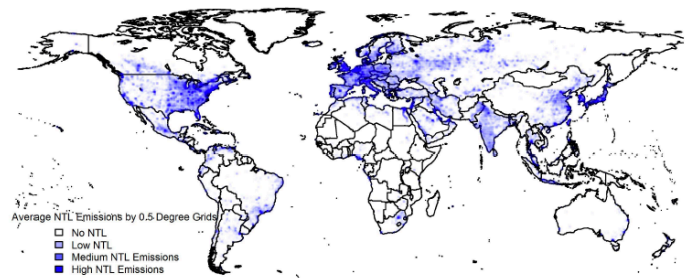 Average NTL Emissions by 0.5 Degree Grids
No NTL
Low NTL
Medium NTL Emissions
High NTL Emissions